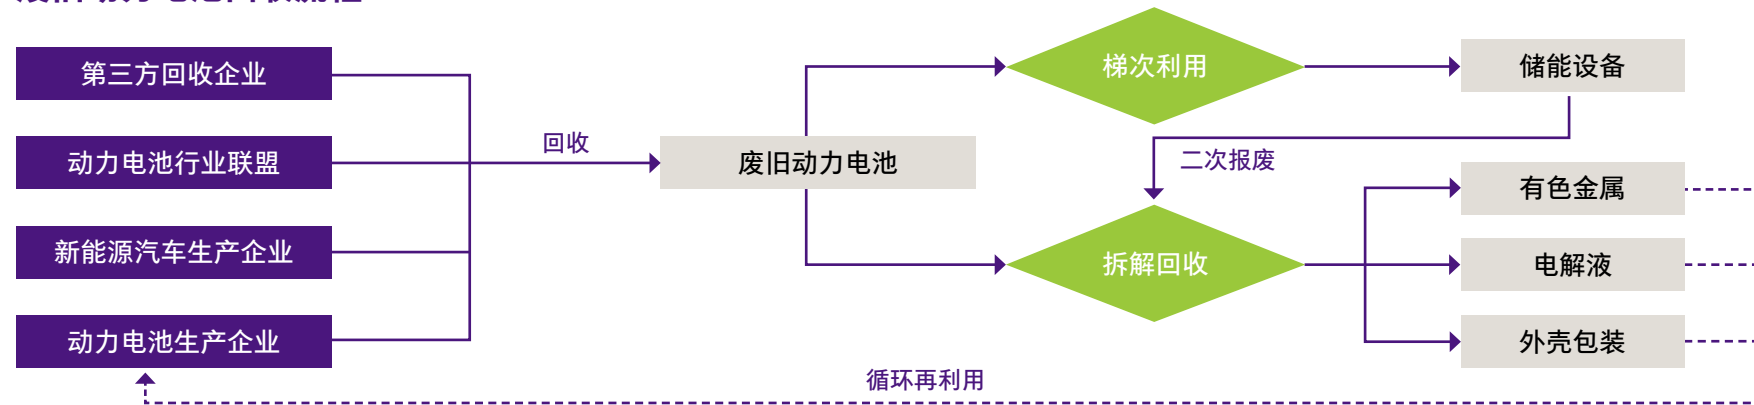 第三方回收企业
动力电池行业联盟
新能源汽车生产企业
动力电池生产企业
回收
废旧动力电池
梯次利用
储能设备
二次报废
拆解回收
有色金属
电解液
外壳包装
循环再利用